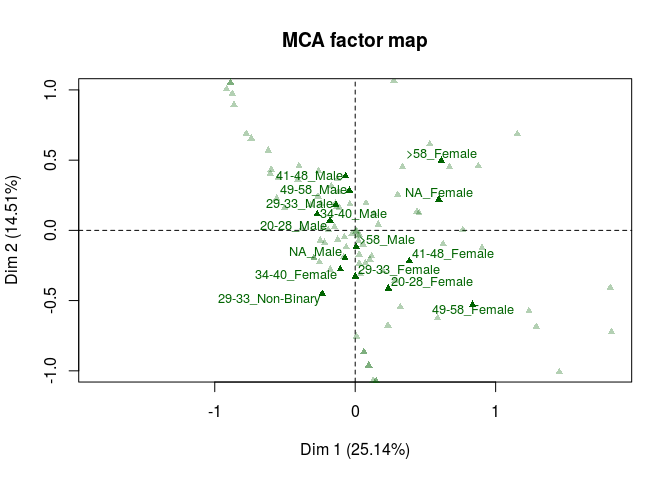 MCA factor map
Dim 2 (14.51%)
1.0
0.5
0.0
-0.5
-1.0
>58_Female
41-48_Male
49-58_Male
NA_Female
29-33_Male
34-40_Male
20-28_Male
>58_Male
NA_Male
41-48_Female
34-40_Female
29-33_Female
20-28_Female
29-33_Non-Binary
49-58_Female
-1
0
1
Dim 1 (25.14%)